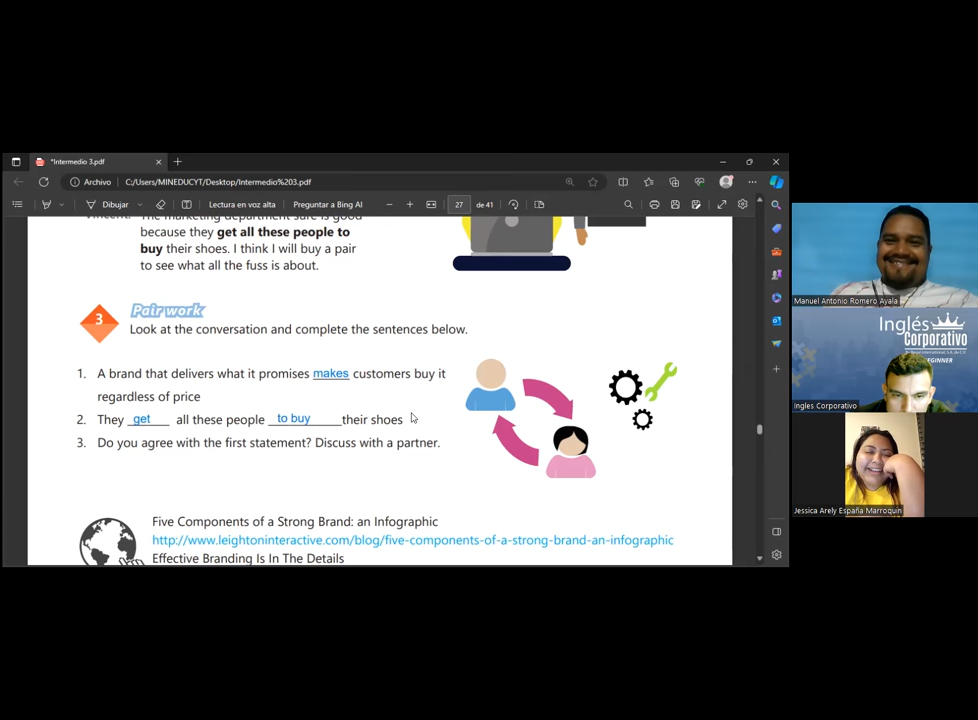 *Intermedio 3.pdf
Archivo
C:/Users/MINEDUCYT/Desktop/Intermedio%203.pdf
Dibujar
Lectura en voz alta
Preguntar a Bing AI
27
de 41
Vincent: The marketing department sure is good
because they get all these people to
buy their shoes. I think I will buy a pair
to see what all the fuss is about.
3
Pair work
Look at the conversation and complete the sentences below.
1. A brand that delivers what it promises makes customers buy it
regardless of price
2. They get all these people to buy their shoes
3. Do you agree with the first statement? Discuss with a partner.
Five Components of a Strong Brand: an Infographic
http://www.leightoninteractive.com/blog/five-components-of-a-strong-brand-an-infographic
Effective Branding Is In The Details
Manuel Antonio Romero Ayala
Inglés
Corporativo
Ingles Corporativo
Jessica Arely España Marroquin